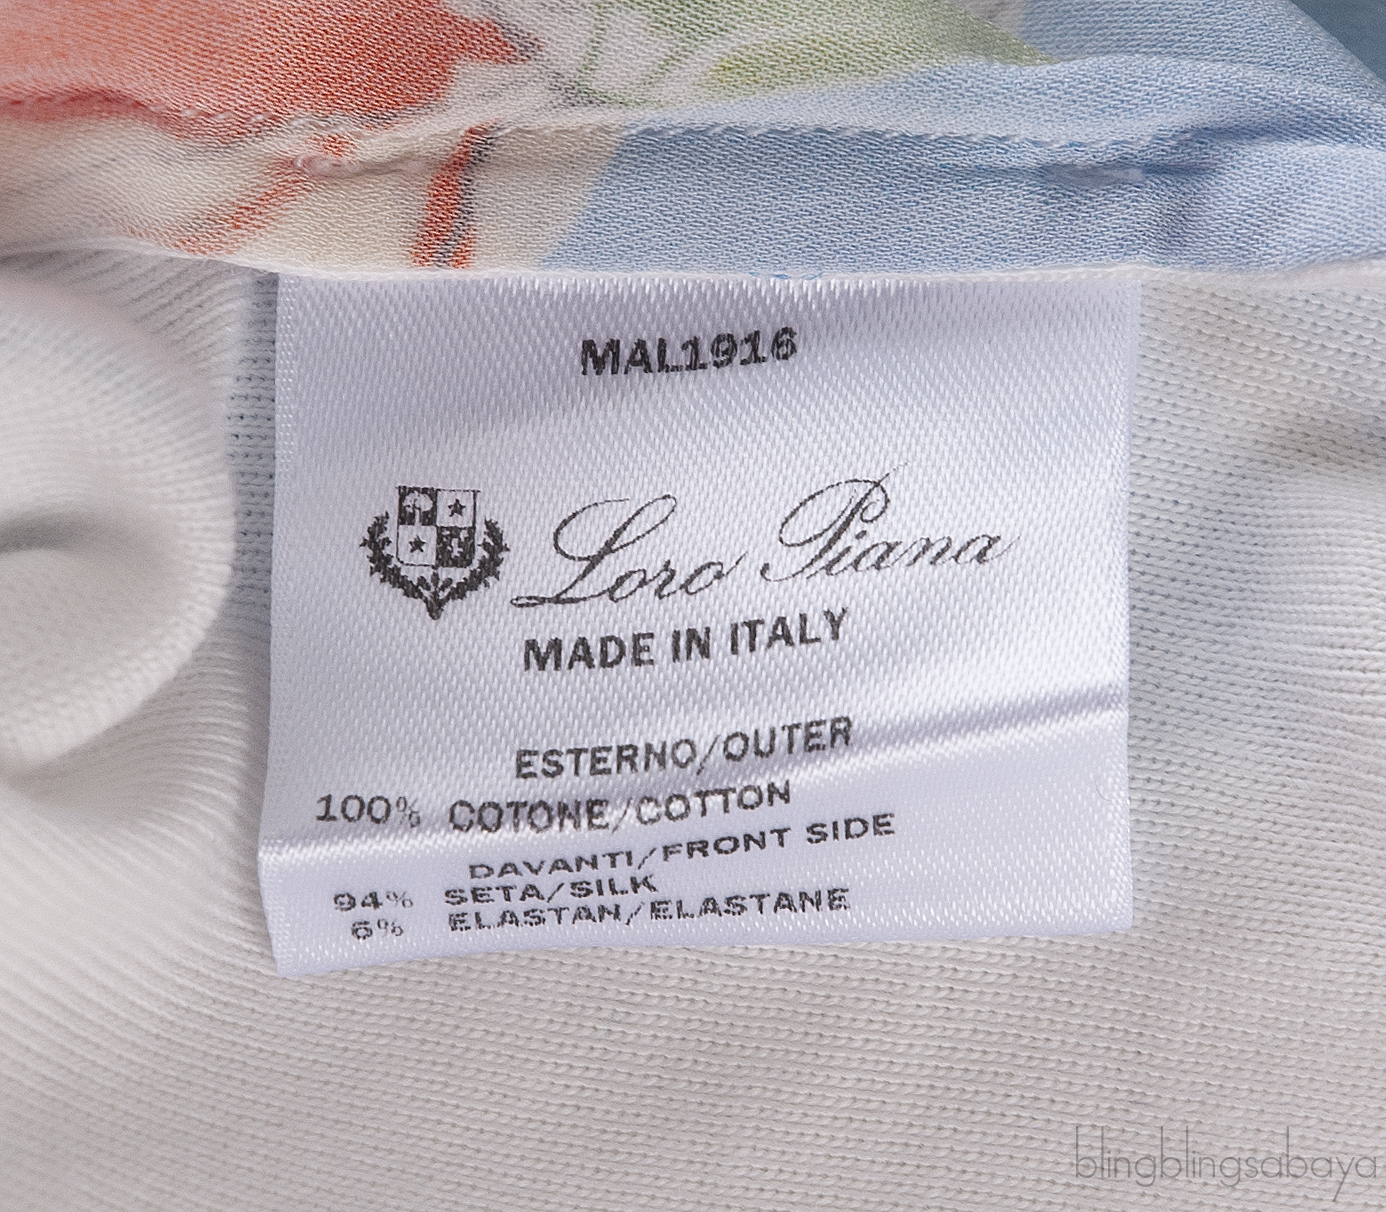 MAL1916
Loro Piana
MADE IN ITALY
ESTERNO/OUTER
100% COTONE/COTTON
DAVANTI/FRONT SIDE
94% SETA/SILK
6% ELASTAN/ELASTANE
blingblingsabaya